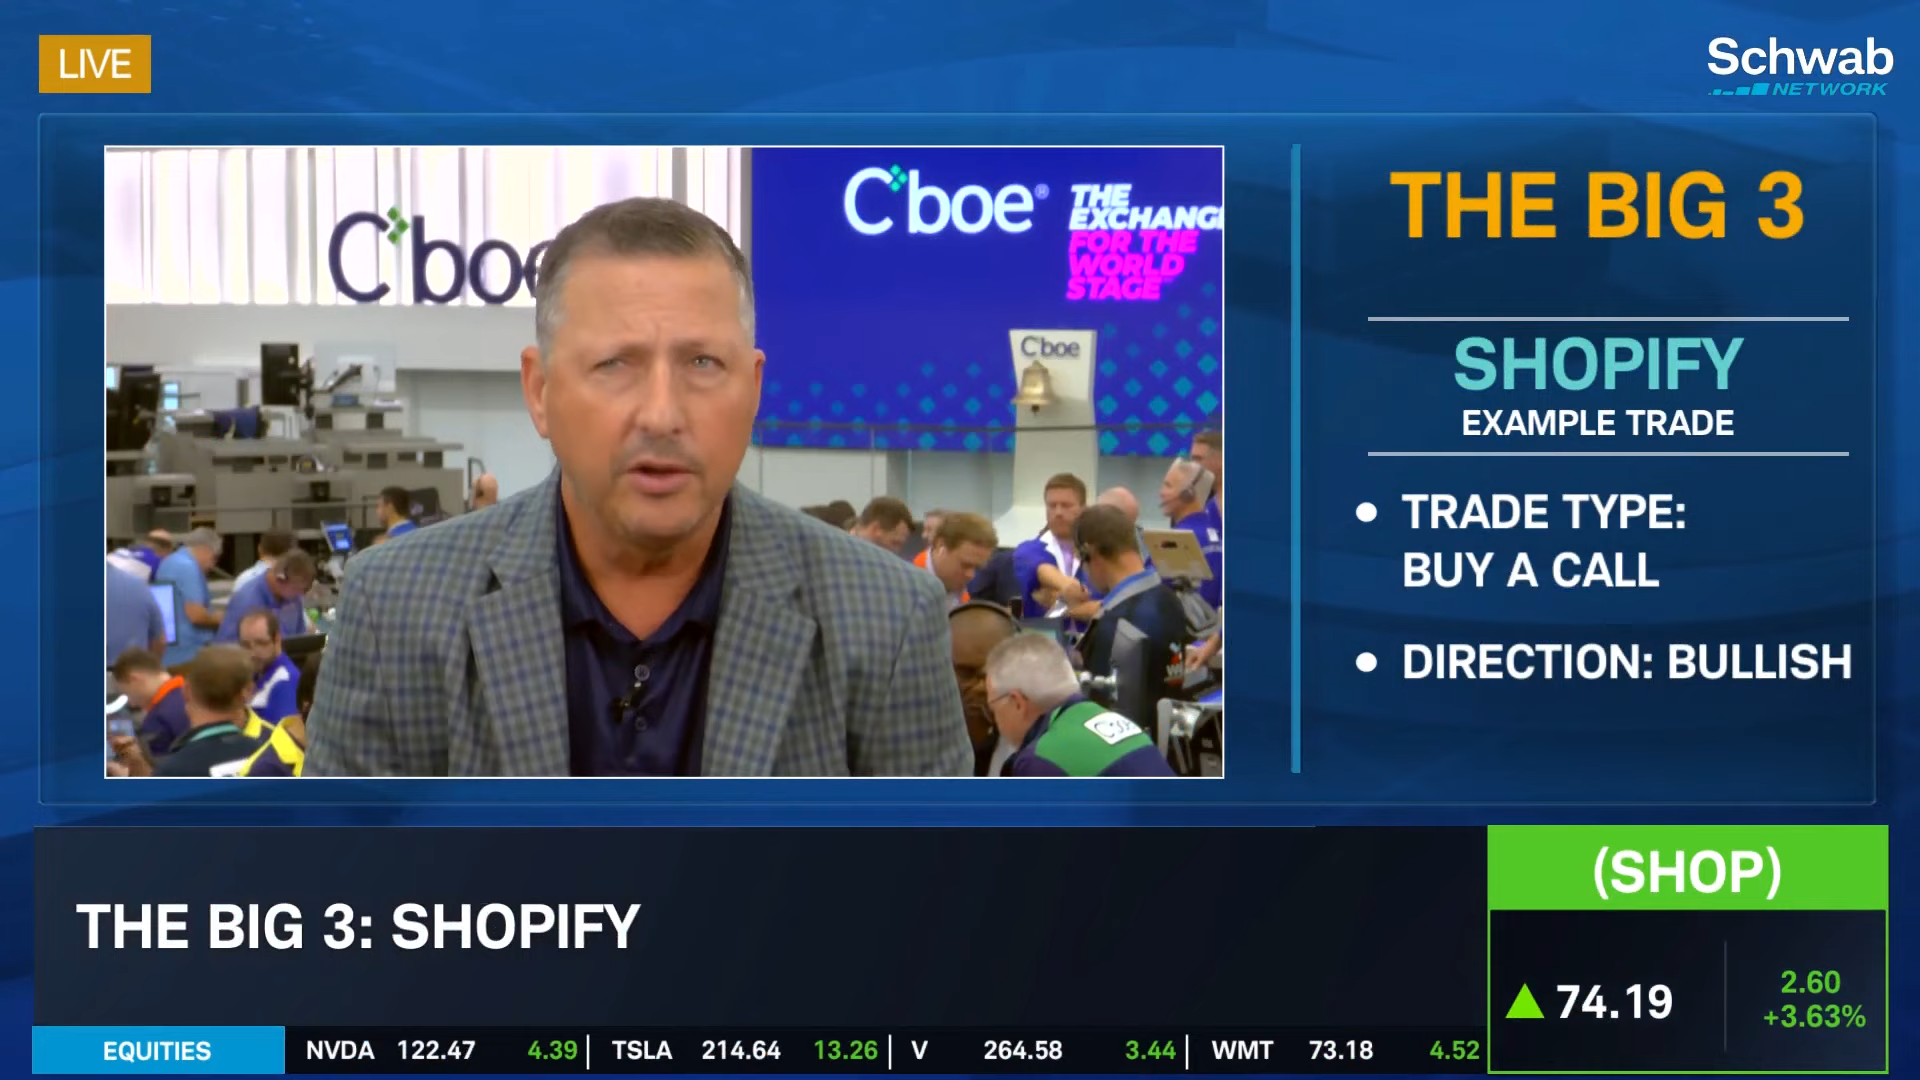 LIVE
Schwab
NETWORK
Cboe
Cboe®
THE
EXCHANGE
FOR THE
WORLD
STAGE
Cboe
THE BIG 3
SHOPIFY
EXAMPLE TRADE
• TRADE TYPE:
BUY A CALL
• DIRECTION: BULLISH
THE BIG 3: SHOPIFY
(SHOP)
▲ 74.19
2.60
+3.63%
EQUITIES
NVDA 122.47 4.39 | TSLA 214.64 13.26 | V 264.58 3.44 | WMT 73.18 4.52